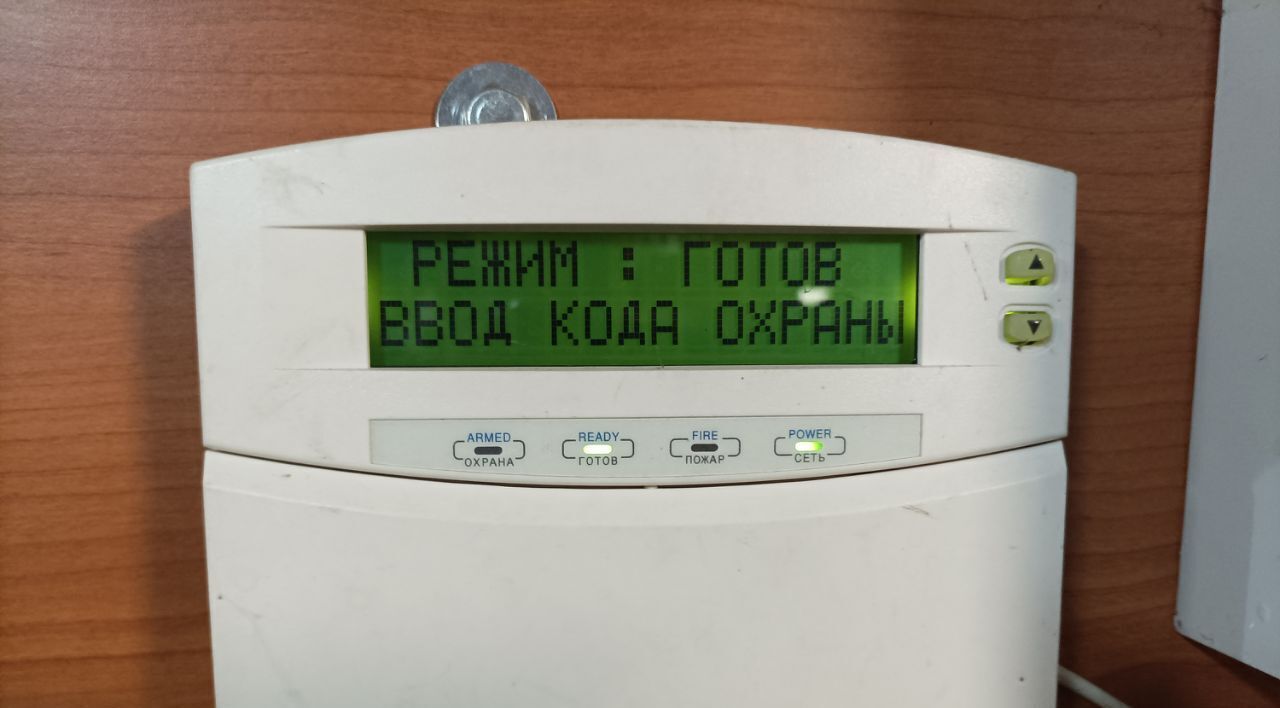 РЕЖИМ : ГОТОВ
ВВОД КОДА ОХРАНЫ
ARMED READY FIRE POWER
ОХРАНА ГОТОВ ПОЖАР СЕТЬ